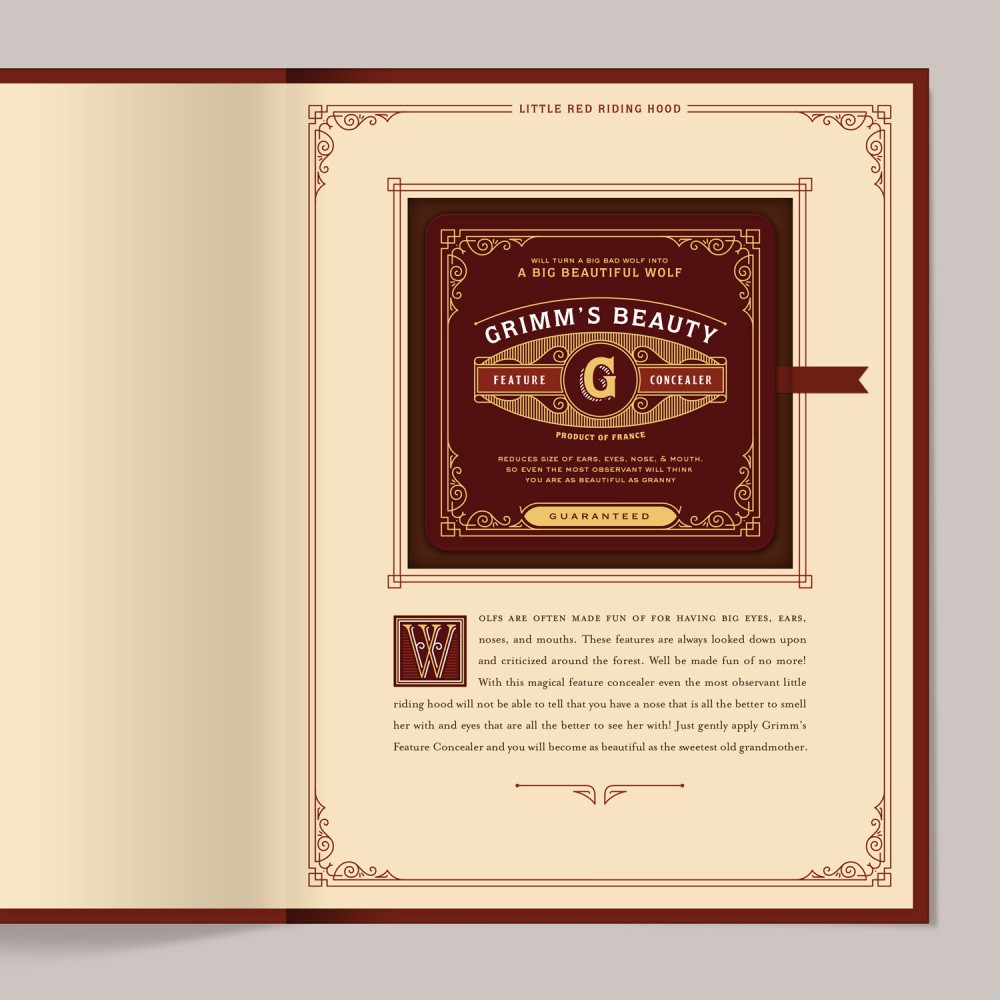 LITTLE RED RIDING HOOD
WILL TURN A BIG BAD WOLF INTO
A BIG BEAUTIFUL WOLF
GRIMM'S BEAUTY
FEATURE G CONCEALER
PRODUCT OF FRANCE
REDUCES SIZE OF EARS, EYES, NOSE, & MOUTH.
SO EVEN THE MOST OBSERVANT WILL THINK
YOU ARE AS BEAUTIFUL AS GRANNY
GUARANTEED
WOLFS ARE OFTEN MADE FUN OF FOR HAVING BIG EYES, EARS,
noses, and mouths. These features are always looked down upon
and criticized around the forest. Well be made fun of no more!
With this magical feature concealer even the most observant little
riding hood will not be able to tell that you have a nose that is all the better to smell
her with and eyes that are all the better to see her with! Just gently apply Grimm's
Feature Concealer and you will become as beautiful as the sweetest old grandmother.